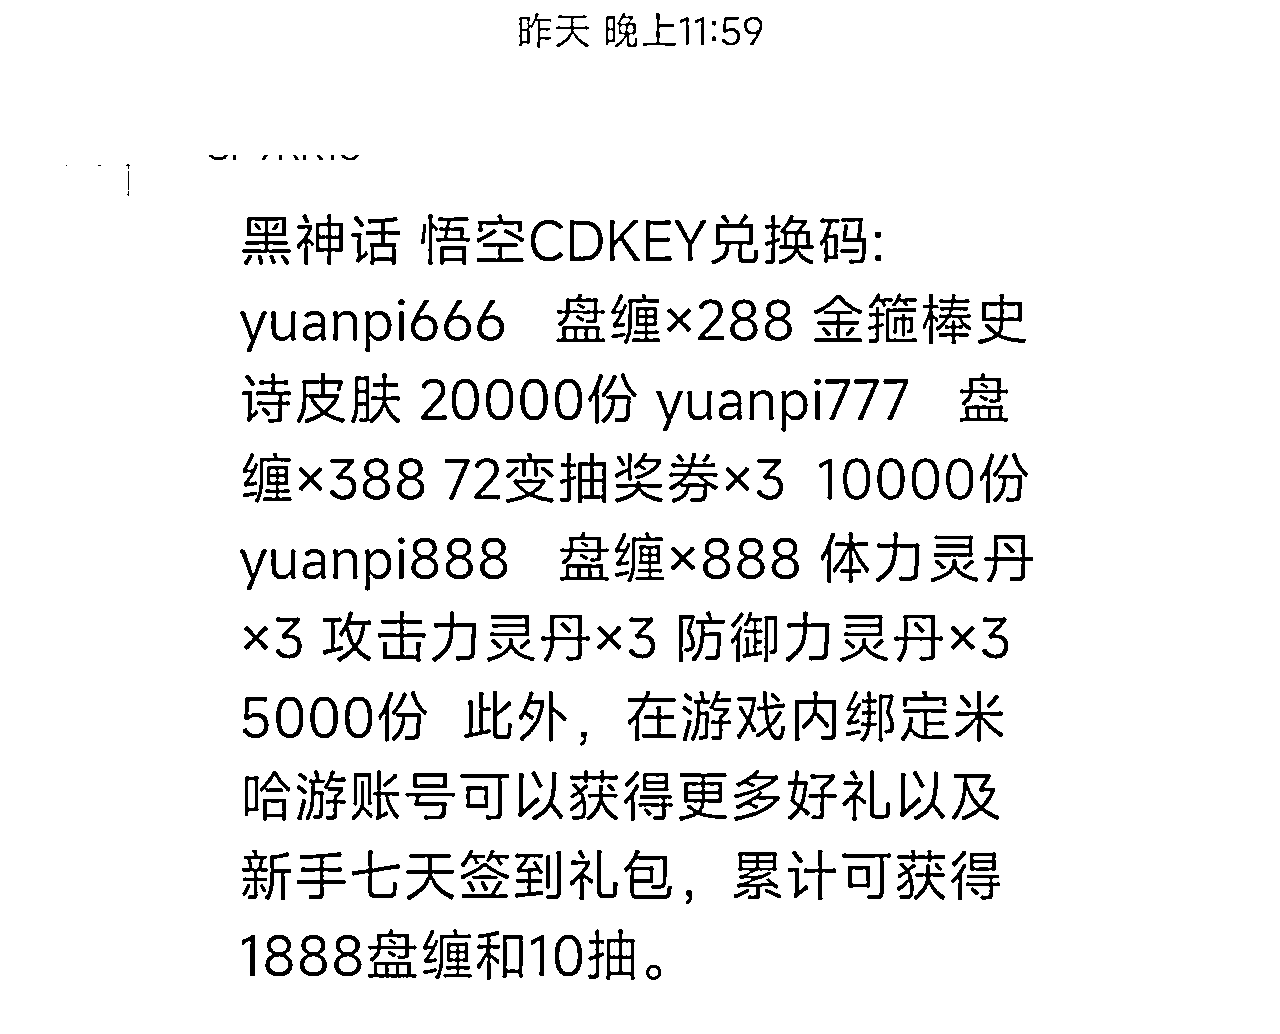 昨天 晚上11:59
黑神话 悟空CDKEY兑换码:
yuanpi666 盘缠×288 金箍棒史
诗皮肤 20000份 yuanpi777 盘
缠×388 72变抽奖券×3 10000份
yuanpi888 盘缠×888 体力灵丹
×3 攻击力灵丹×3 防御力灵丹×3
5000份 此外，在游戏内绑定米
哈游账号可以获得更多好礼以及
新手七天签到礼包，累计可获得
1888盘缠和10抽。